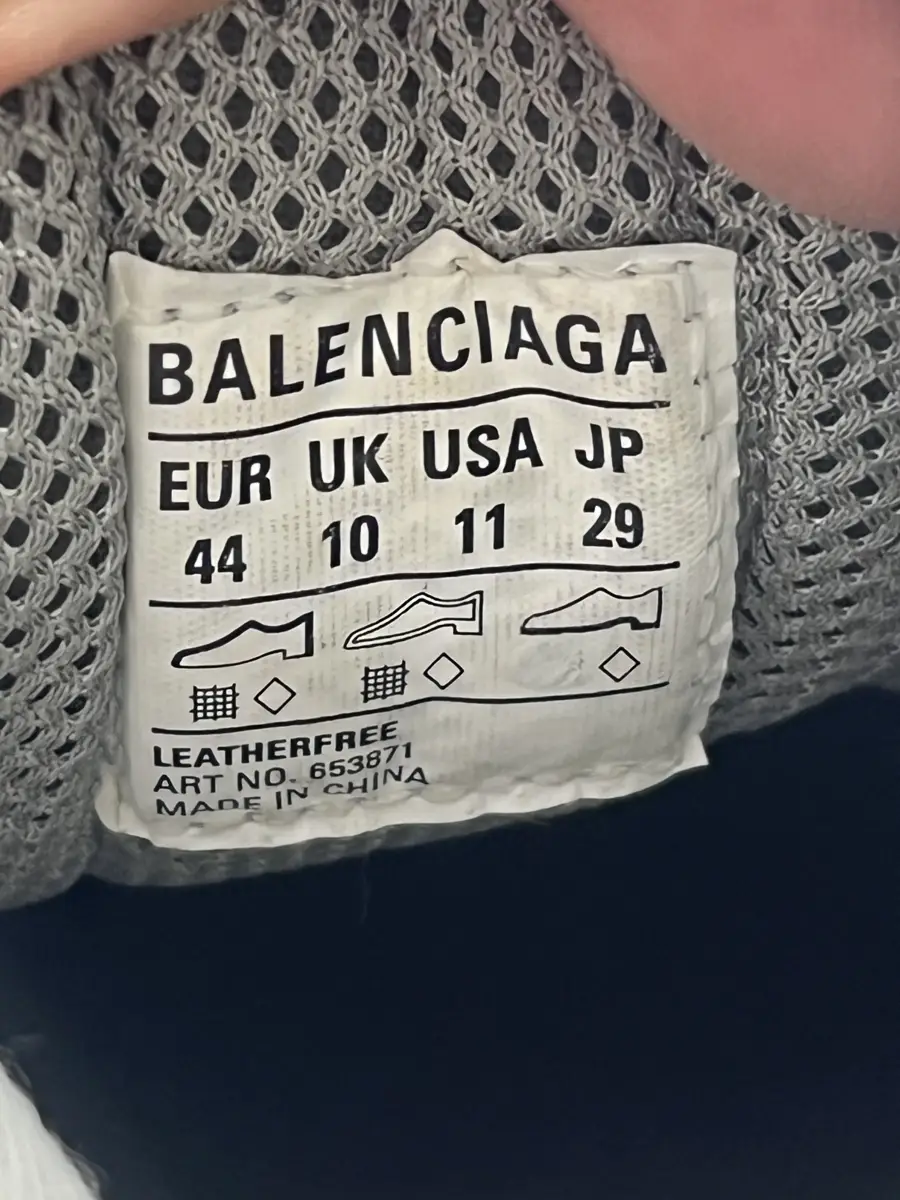 BALENCIAGA
EUR UK USA JP
44 10 11 29
LEATHERFREE
ART NO. 653871
MADE IN CHINA